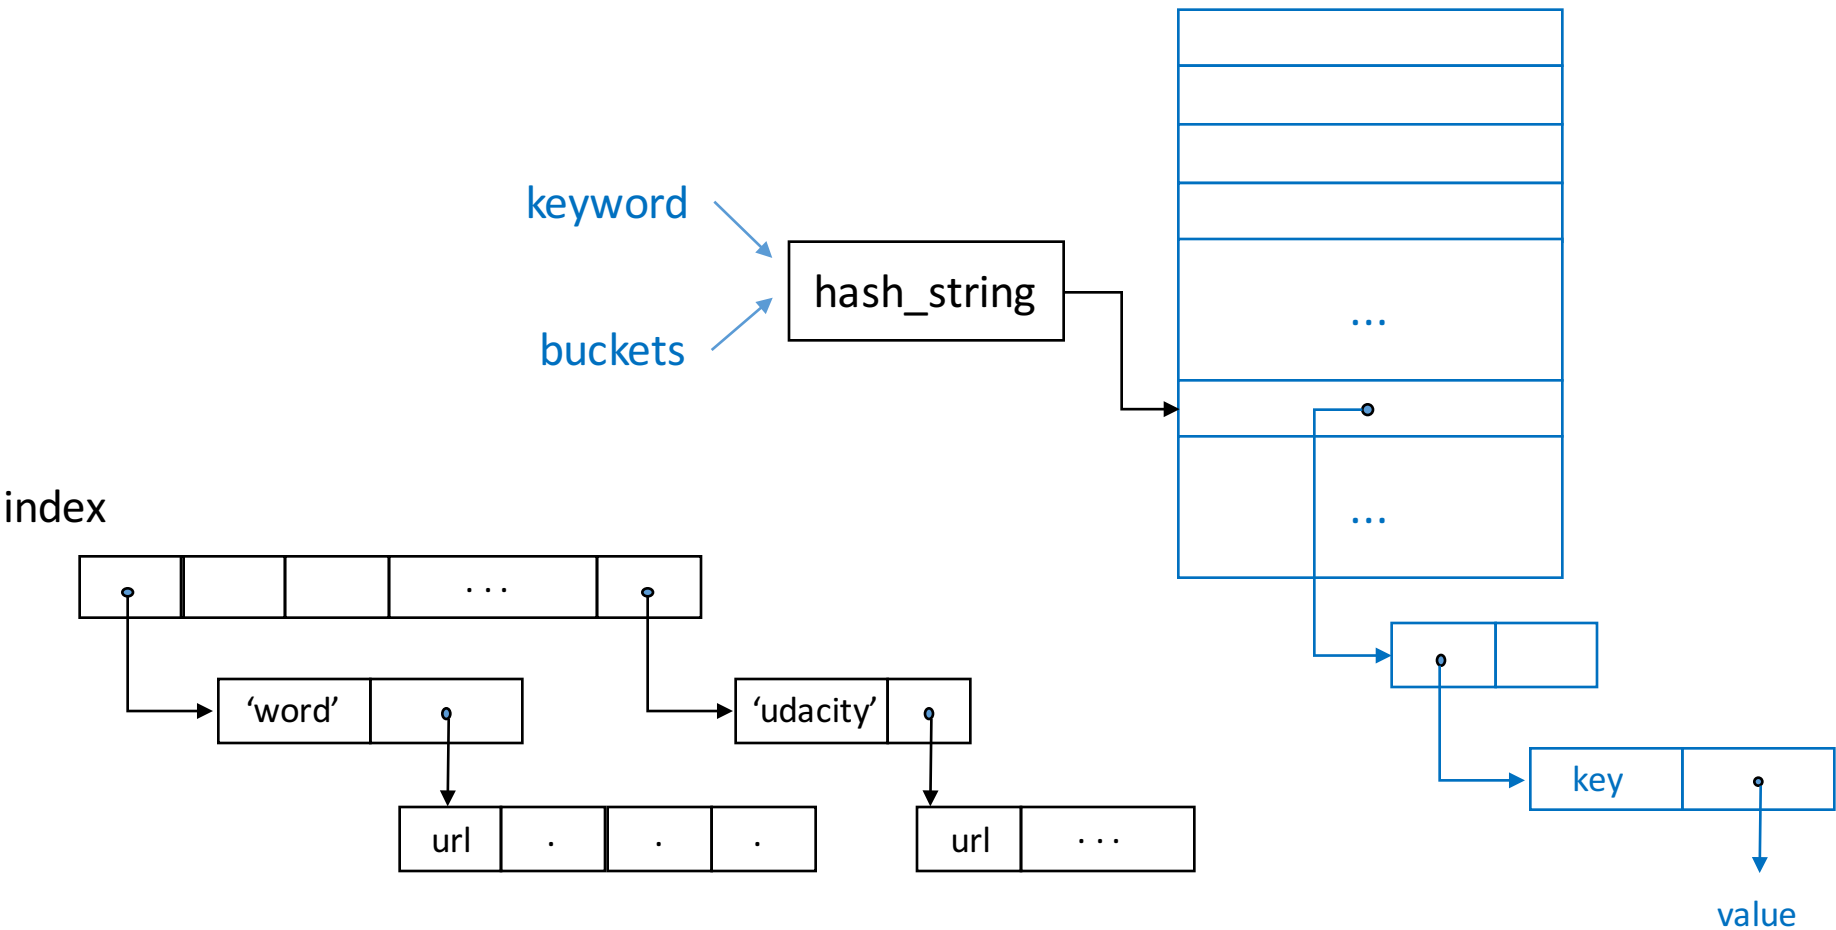 keyword
hash_string
...
buckets
...
index
. . .
‘word’
‘udacity’
key
url . . .
url . . .
value